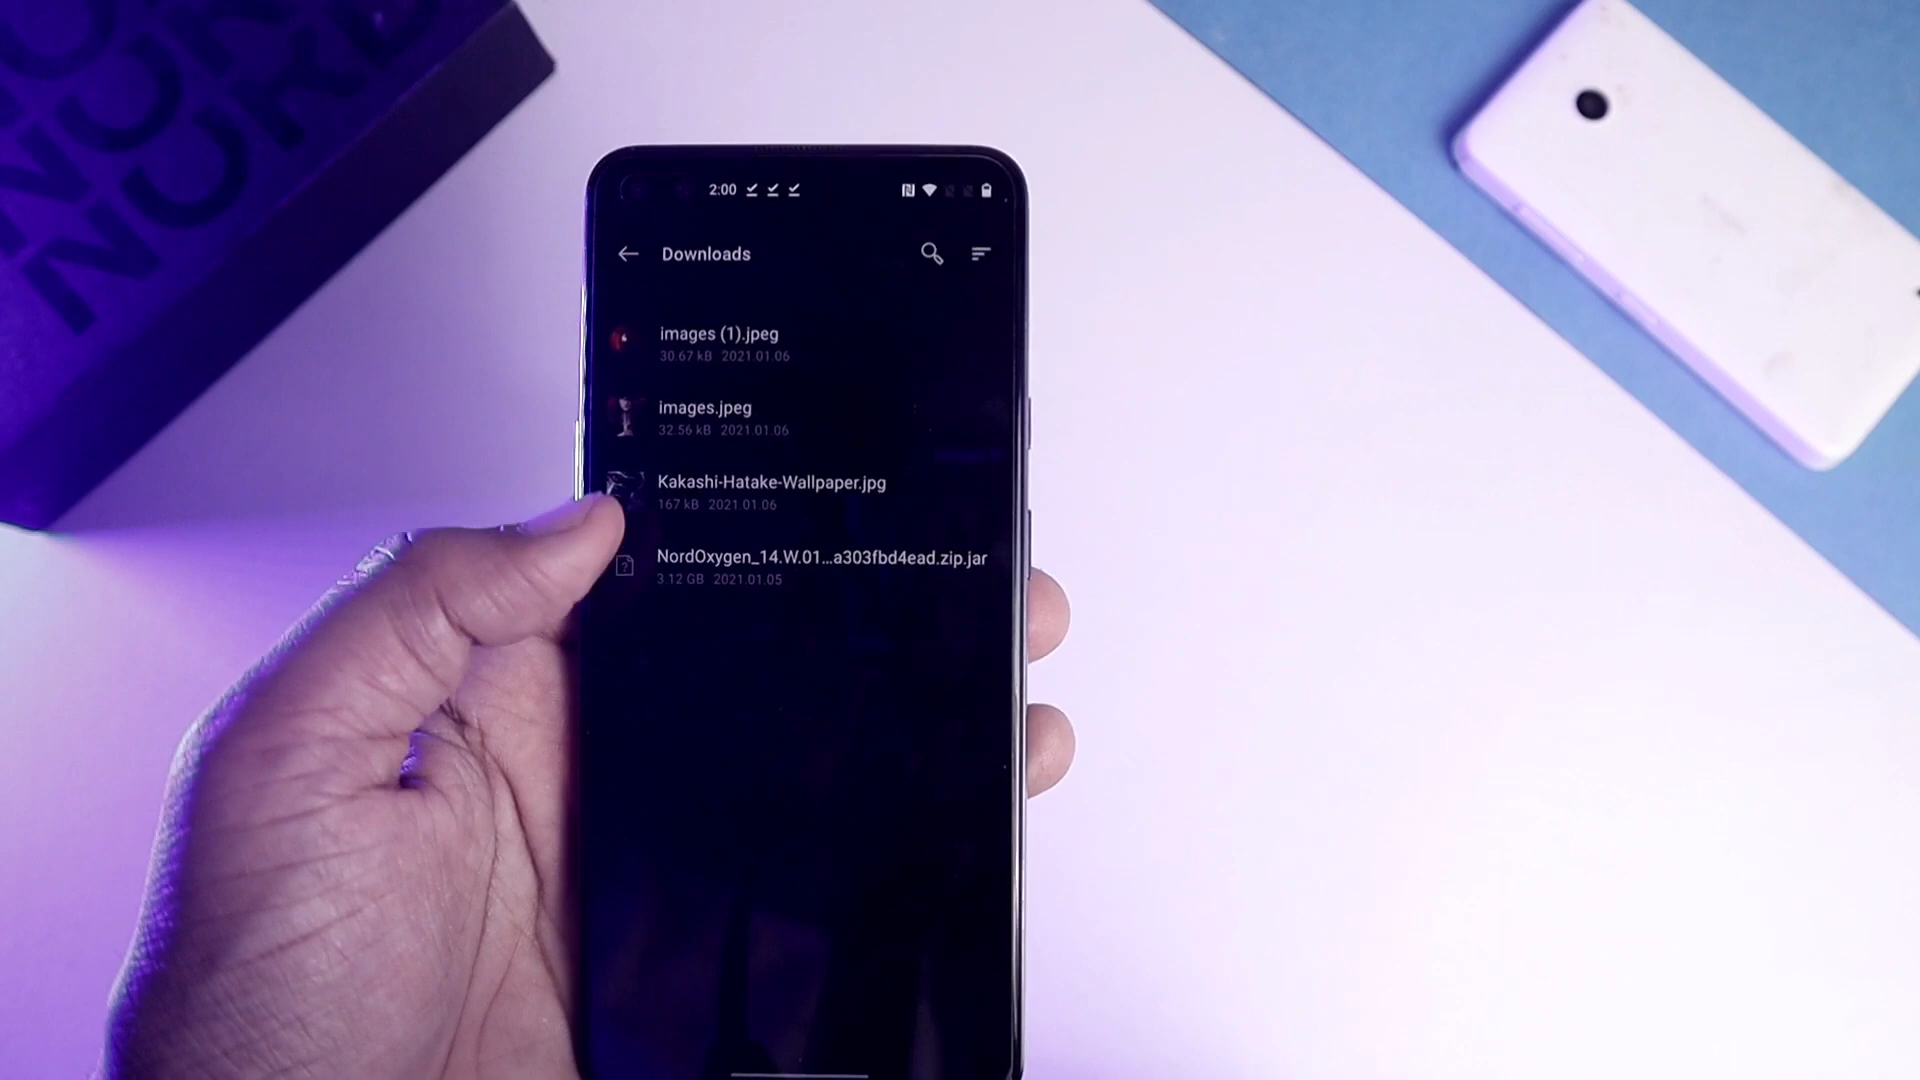 NORD
NORD
2:00
Downloads
images (1).jpeg
30.67 kB 2021.01.06
images.jpeg
32.56 kB 2021.01.06
Kakashi-Hatake-Wallpaper.jpg
167 kB 2021.01.06
NordOxygen_14.W.01...a303fbd4ead.zip.jar
3.12 GB 2021.01.05